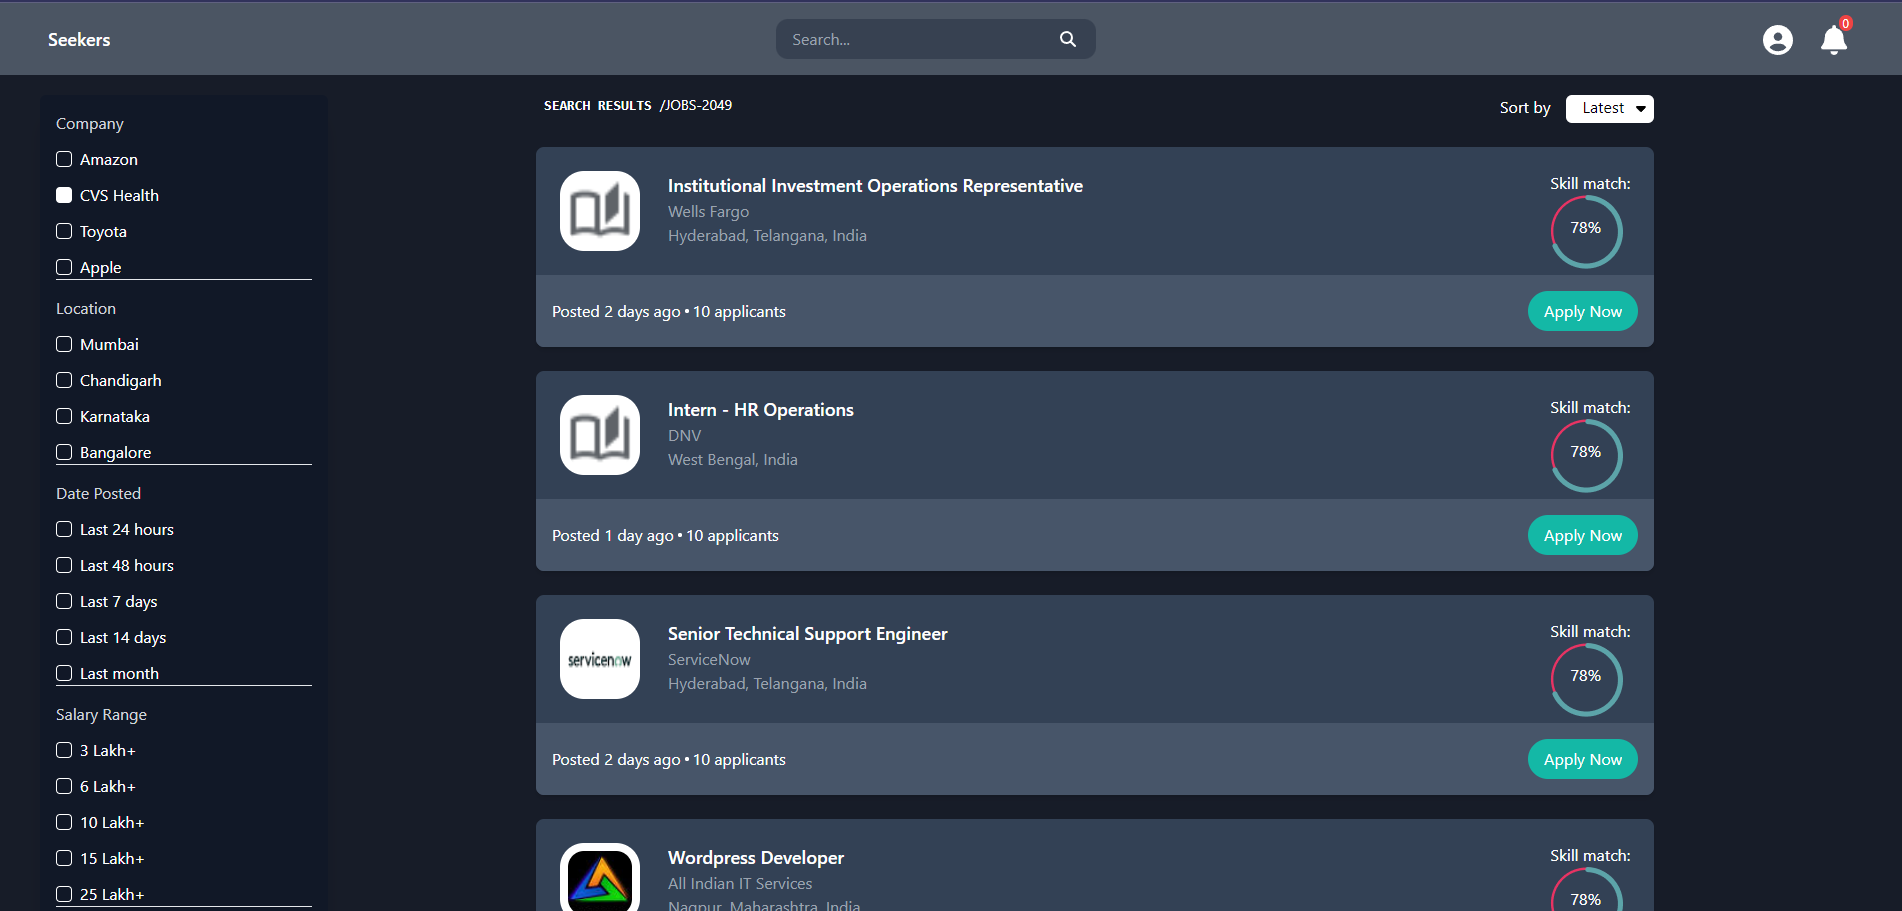 Seekers
Search...
0
Company
Amazon
CVS Health
Toyota
Apple
Location
Mumbai
Chandigarh
Karnataka
Bangalore
Date Posted
Last 24 hours
Last 48 hours
Last 7 days
Last 14 days
Last month
Salary Range
3 Lakh+
6 Lakh+
10 Lakh+
15 Lakh+
25 Lakh+
SEARCH RESULTS /JOBS-2049
Sort by Latest
Institutional Investment Operations Representative
Wells Fargo
Hyderabad, Telangana, India
Skill match:
78%
Posted 2 days ago • 10 applicants
Apply Now
Intern - HR Operations
DNV
West Bengal, India
Skill match:
78%
Posted 1 day ago • 10 applicants
Apply Now
servicenow
Senior Technical Support Engineer
ServiceNow
Hyderabad, Telangana, India
Skill match:
78%
Posted 2 days ago • 10 applicants
Apply Now
Wordpress Developer
All Indian IT Services
Nagpur, Maharashtra, India
Skill match:
78%